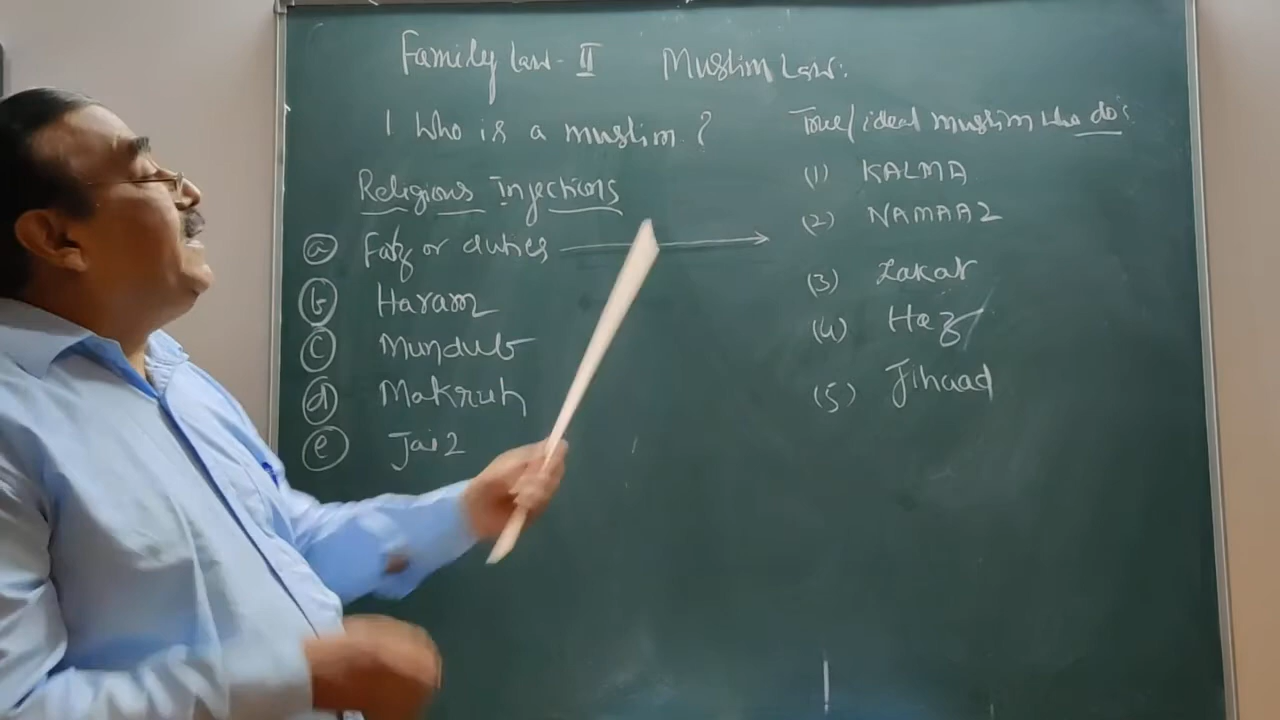 Family Law - II Muslim Law:
1 Who is a muslim ?
Religious Injections
(a) Farz or duties
(b) Haram
(c) Mundub
(d) Makruh
(e) Jaiz
True/ideal muslim who do:
(1) KALMA
(2) NAMAAZ
(3) Zakat
(4) Haz
(5) Jihaad